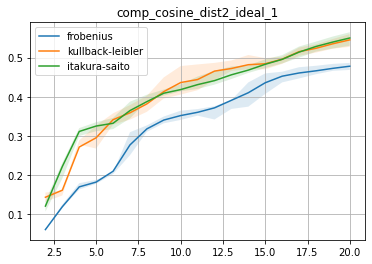 comp_cosine_dist2_ideal_1
frobenius
kullback-leibler
itakura-saito
0.5
0.4
0.3
0.2
0.1
2.5 5.0 7.5 10.0 12.5 15.0 17.5 20.0